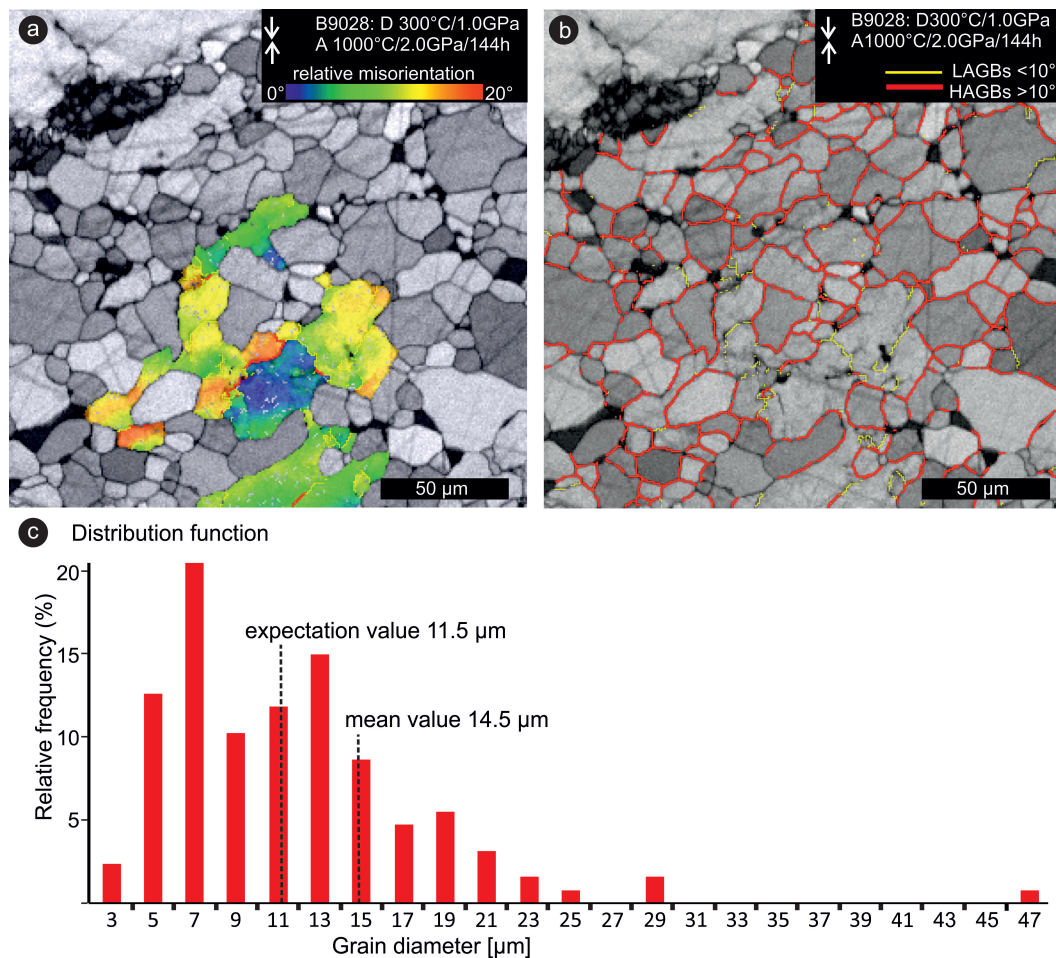 a
B9028: D 300°C/1.0GPa
A 1000°C/2.0GPa/144h
relative misorientation
0° 20°
50 µm
b
B9028: D300°C/1.0GPa
A1000°C/2.0GPa/144h
LAGBs <10°
HAGBs >10°
50 µm
c Distribution function
Relative frequency (%)
20
15
10
5
expectation value 11.5 µm
mean value 14.5 µm
3 5 7 9 11 13 15 17 19 21 23 25 27 29 31 33 35 37 39 41 43 45 47
Grain diameter [µm]